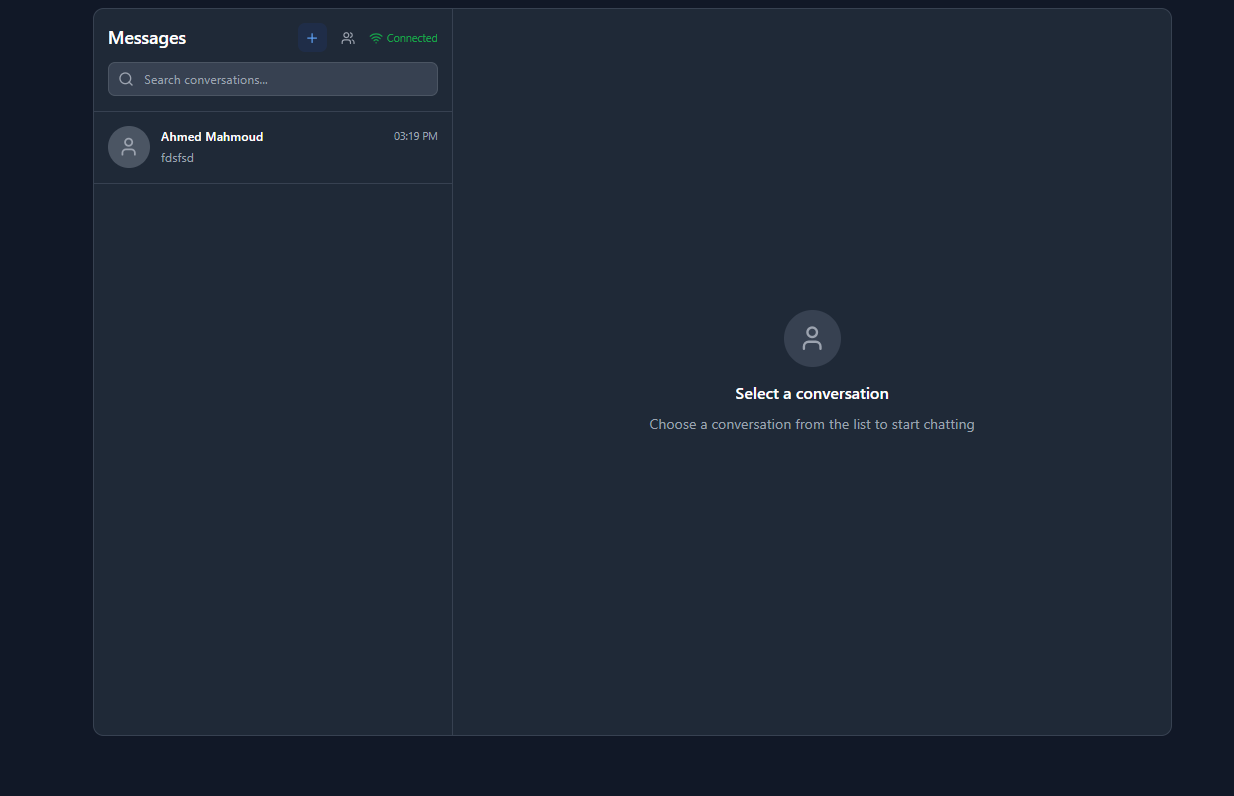 Messages
Connected
Search conversations...
Ahmed Mahmoud
03:19 PM
fdsfsd
Select a conversation
Choose a conversation from the list to start chatting